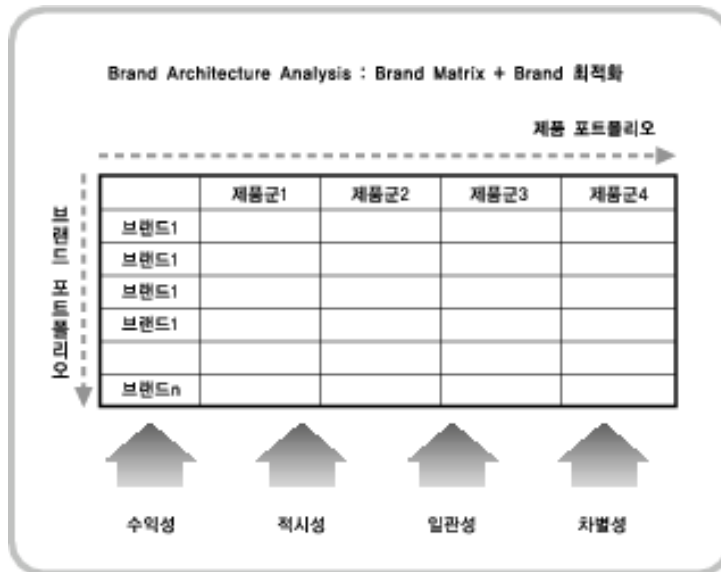 Brand Architecture Analysis : Brand Matrix + Brand 최적화
제품 포트폴리오
브랜드 포트폴리오
제품군1 제품군2 제품군3 제품군4
브랜드1
브랜드1
브랜드1
브랜드1
브랜드n
수익성 적시성 일관성 차별성